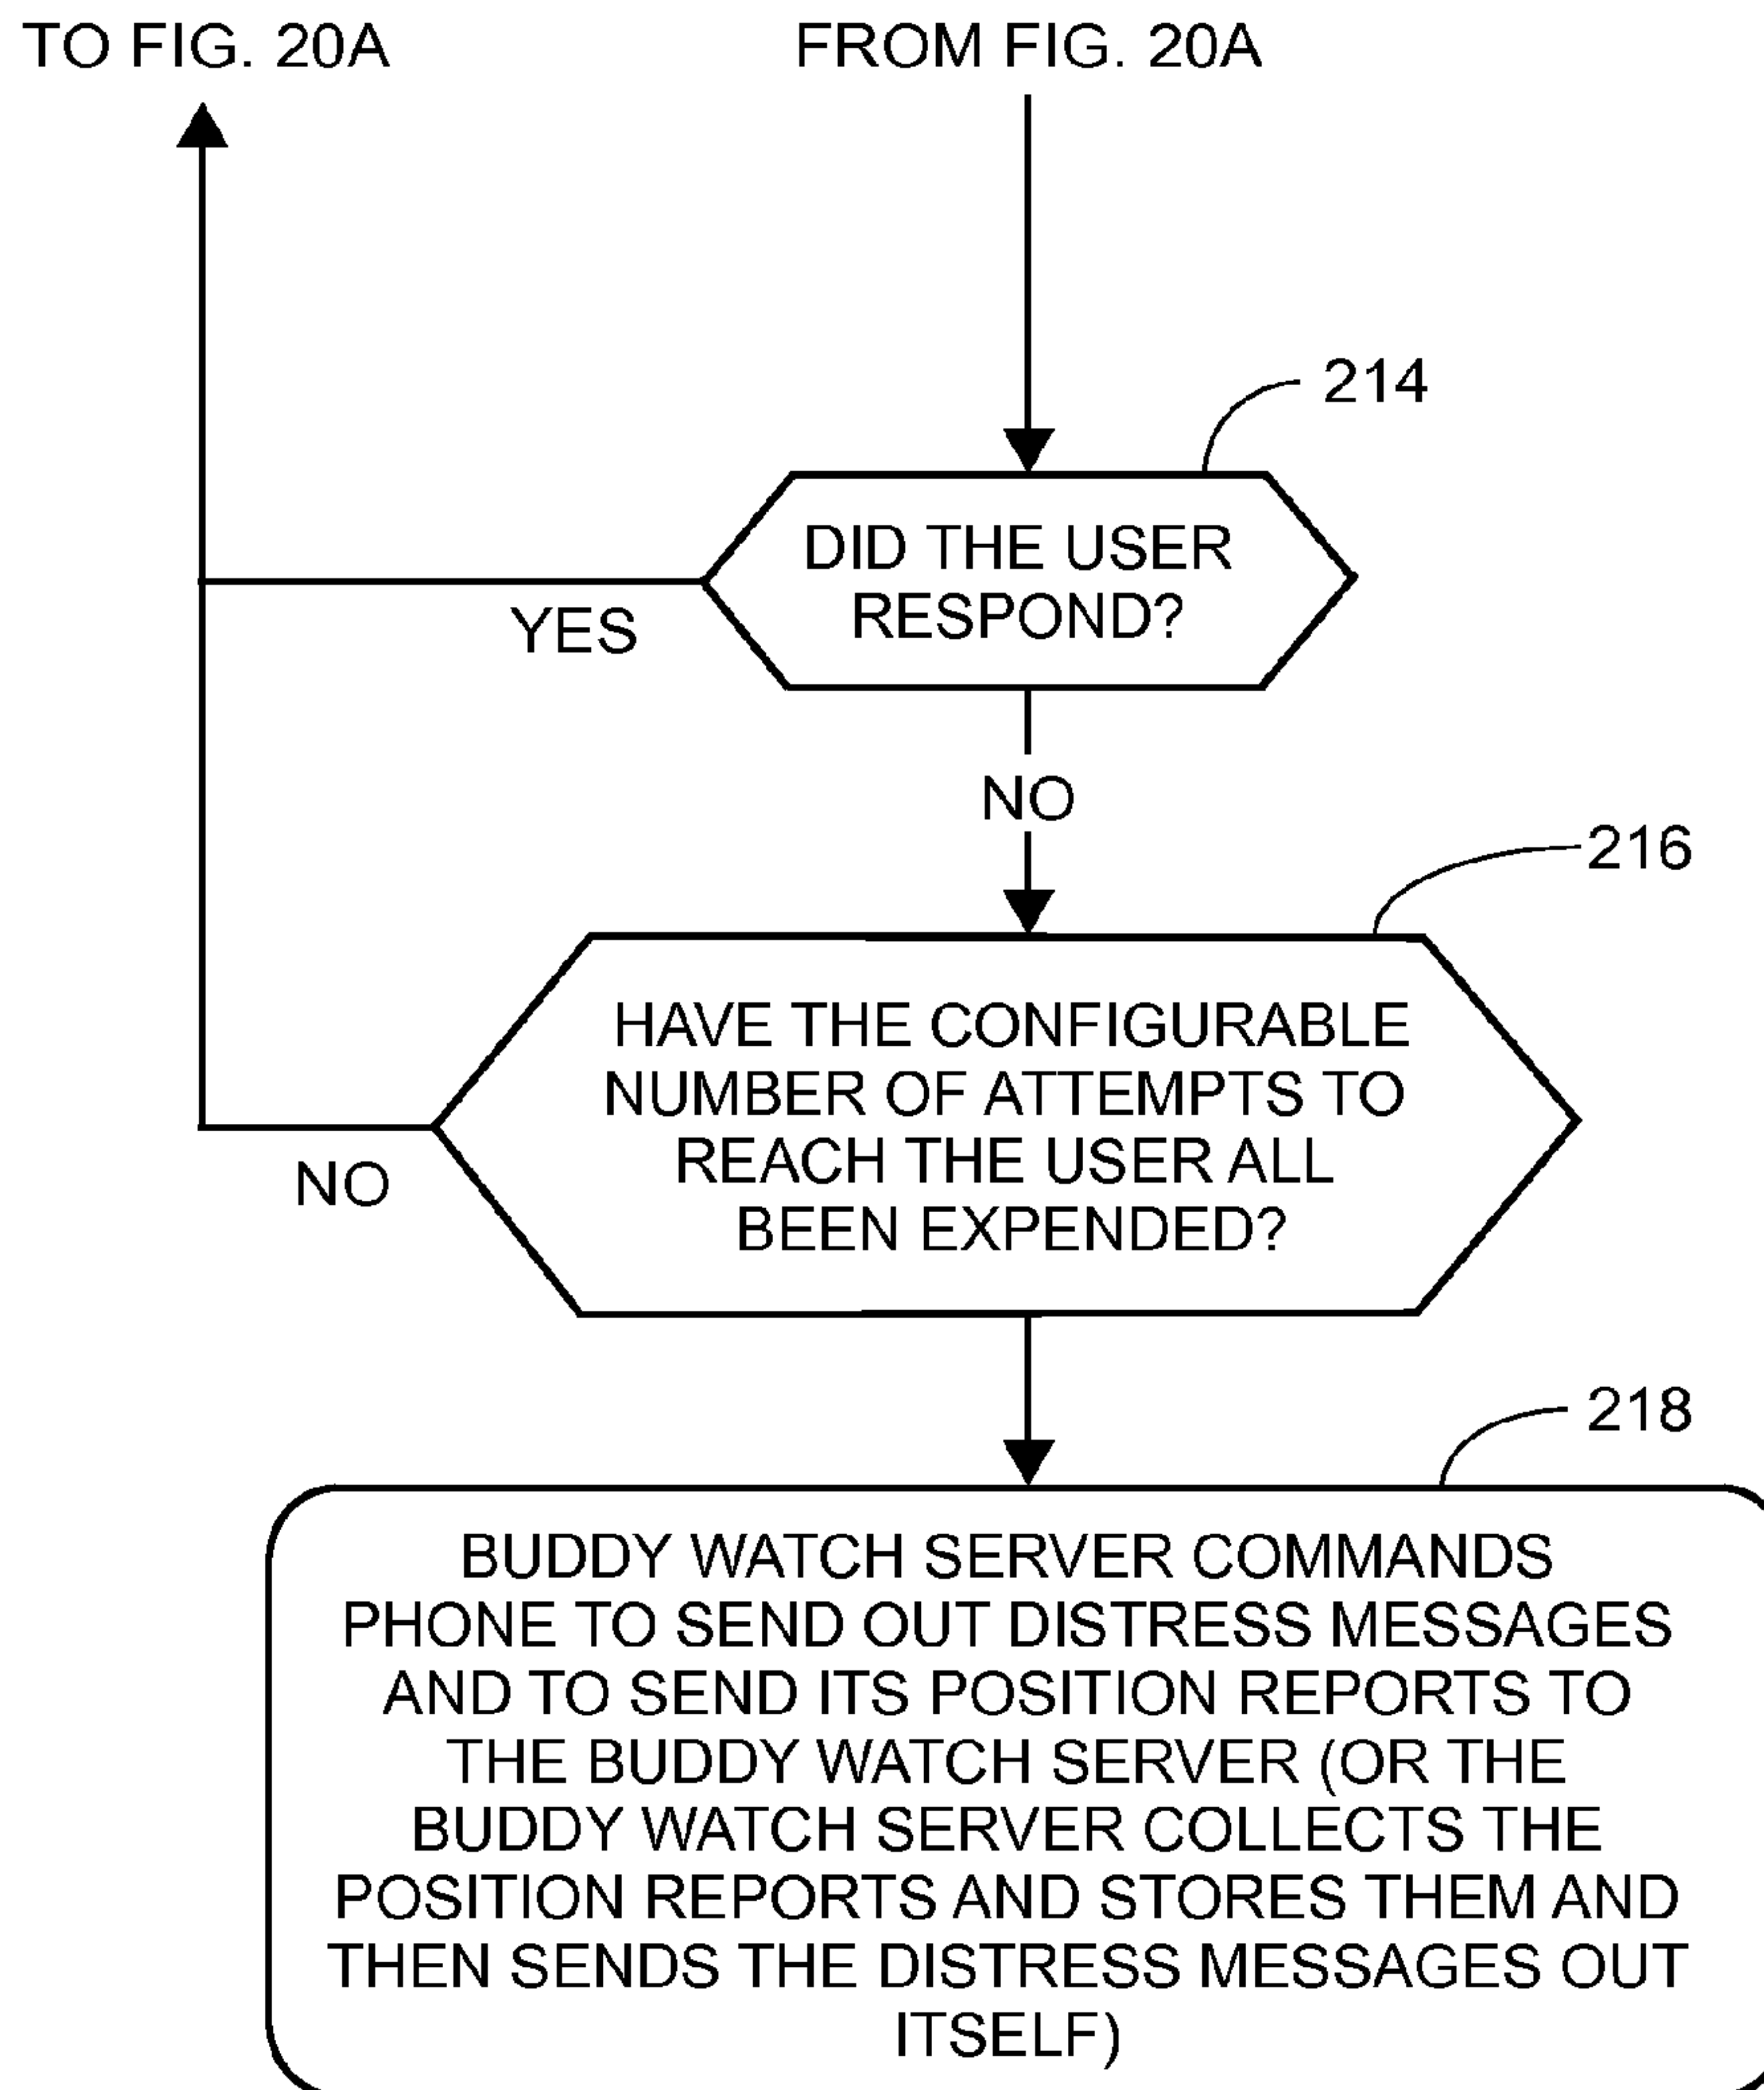 TO FIG. 20A
FROM FIG. 20A
214
DID THE USER
RESPOND?
YES
NO
216
HAVE THE CONFIGURABLE
NUMBER OF ATTEMPTS TO
REACH THE USER ALL
BEEN EXPENDED?
NO
218
BUDDY WATCH SERVER COMMANDS
PHONE TO SEND OUT DISTRESS MESSAGES
AND TO SEND ITS POSITION REPORTS TO
THE BUDDY WATCH SERVER (OR THE
BUDDY WATCH SERVER COLLECTS THE
POSITION REPORTS AND STORES THEM AND
THEN SENDS THE DISTRESS MESSAGES OUT
ITSELF)